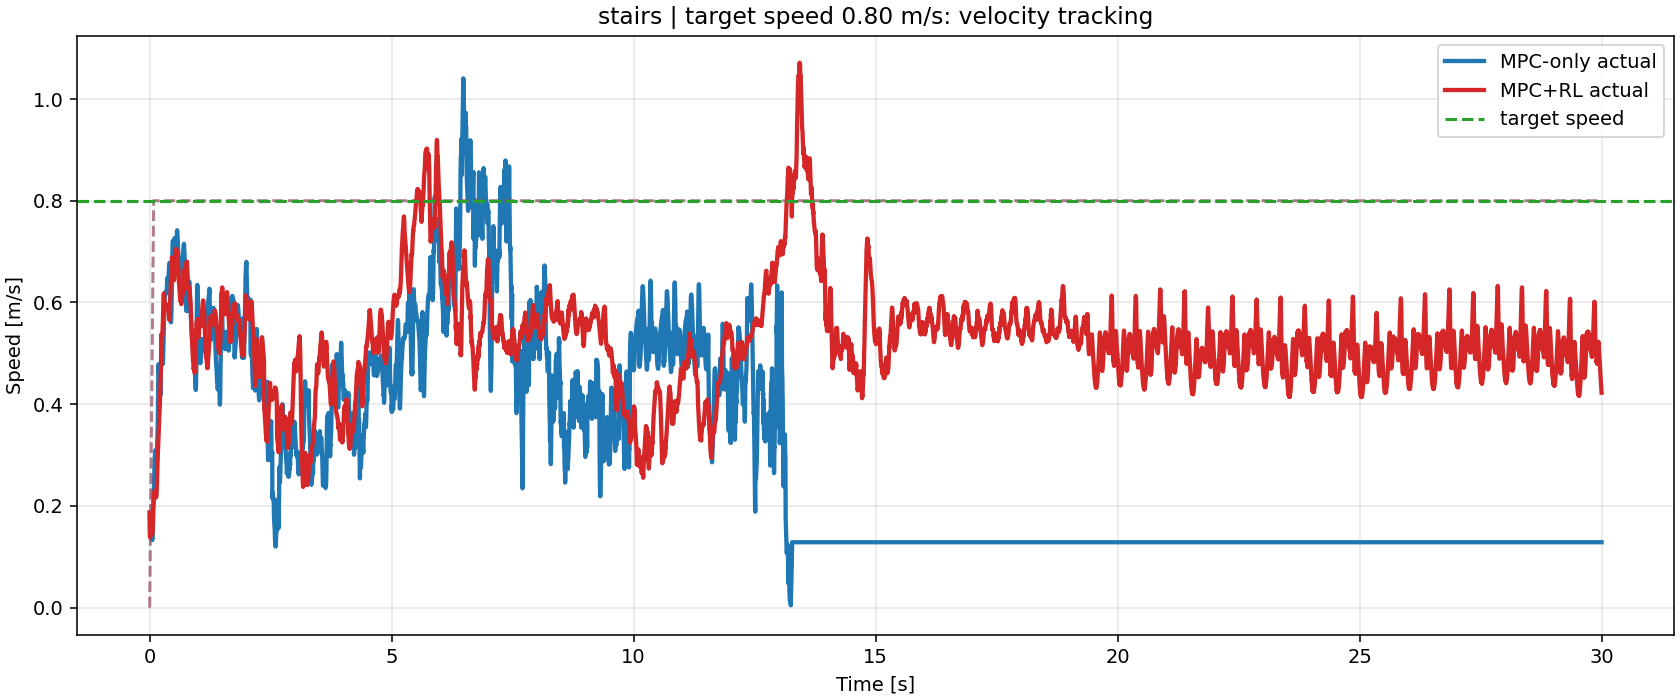 stairs | target speed 0.80 m/s: velocity tracking
MPC-only actual
MPC+RL actual
target speed
Speed [m/s]
1.0
0.8
0.6
0.4
0.2
0.0
0 5 10 15 20 25 30
Time [s]